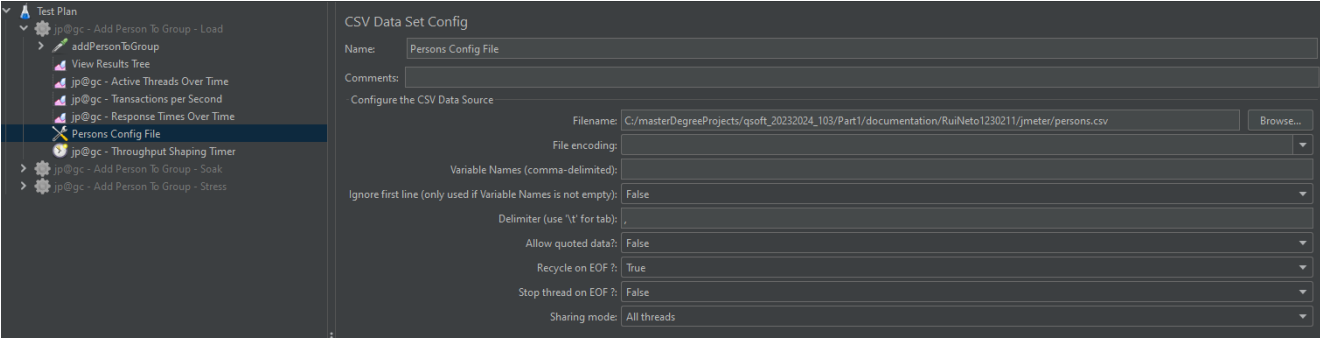 Test Plan
jp@gc - Add Person To Group - Load
addPersonToGroup
View Results Tree
jp@gc - Active Threads Over Time
jp@gc - Transactions per Second
jp@gc - Response Times Over Time
Persons Config File
jp@gc - Throughput Shaping Timer
jp@gc - Add Person To Group - Soak
jp@gc - Add Person To Group - Stress
CSV Data Set Config
Name: Persons Config File
Comments:
Configure the CSV Data Source
Filename: C:/masterDegreeProjects/qsoft_20232024_103/Part1/documentation/RuiNeto1230211/jmeter/persons.csv Browse...
File encoding:
Variable Names (comma-delimited):
Ignore first line (only used if Variable Names is not empty): False
Delimiter (use '\t' for tab): ,
Allow quoted data?: False
Recycle on EOF ?: True
Stop thread on EOF ?: False
Sharing mode: All threads